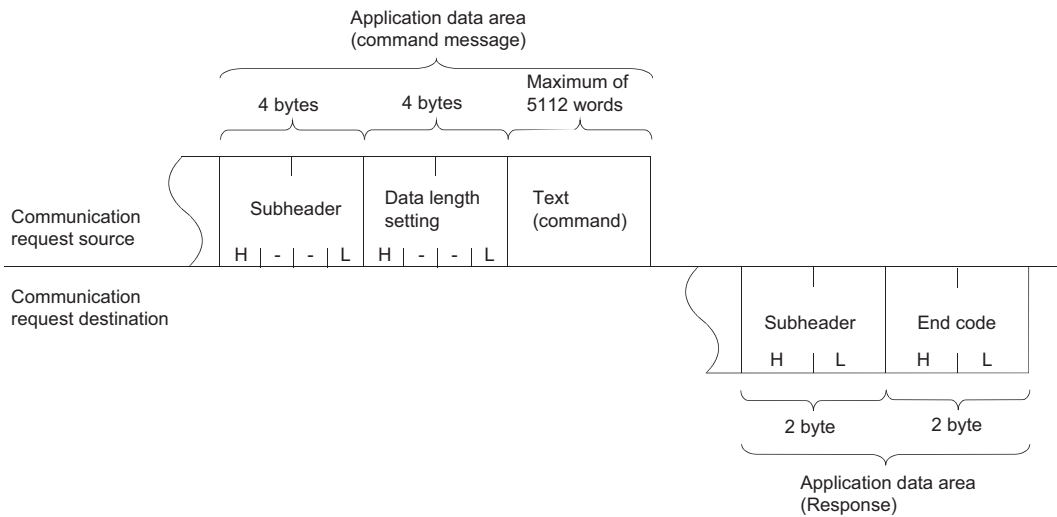 Application data area
(command message)
4 bytes
4 bytes
Maximum of
5112 words
Communication
request source
Subheader
Data length
setting
Text
(command)
H - - L H - - L
Communication
request destination
Subheader
End code
H L H L
2 byte
2 byte
Application data area
(Response)